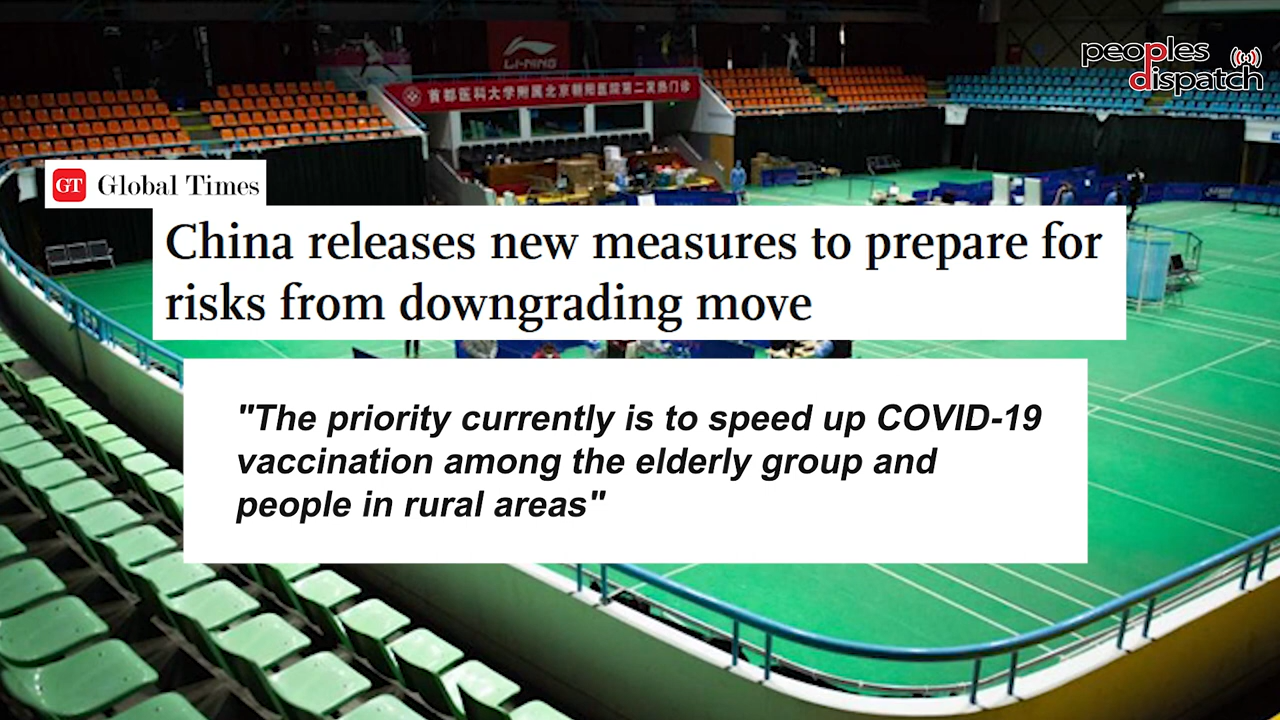 peoples
dispatch
LI-NING
首都医科大学附属北京朝阳医院第二发热门诊
GT Global Times
China releases new measures to prepare for
risks from downgrading move
"The priority currently is to speed up COVID-19
vaccination among the elderly group and
people in rural areas"